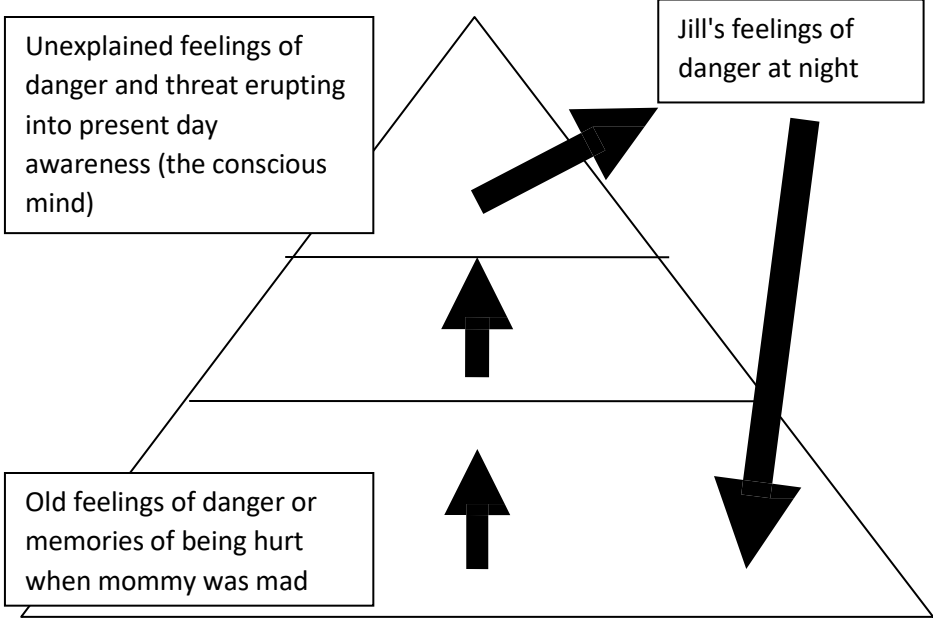 Unexplained feelings of
danger and threat erupting
into present day
awareness (the conscious
mind)
Jill's feelings of
danger at night
Old feelings of danger or
memories of being hurt
when mommy was mad